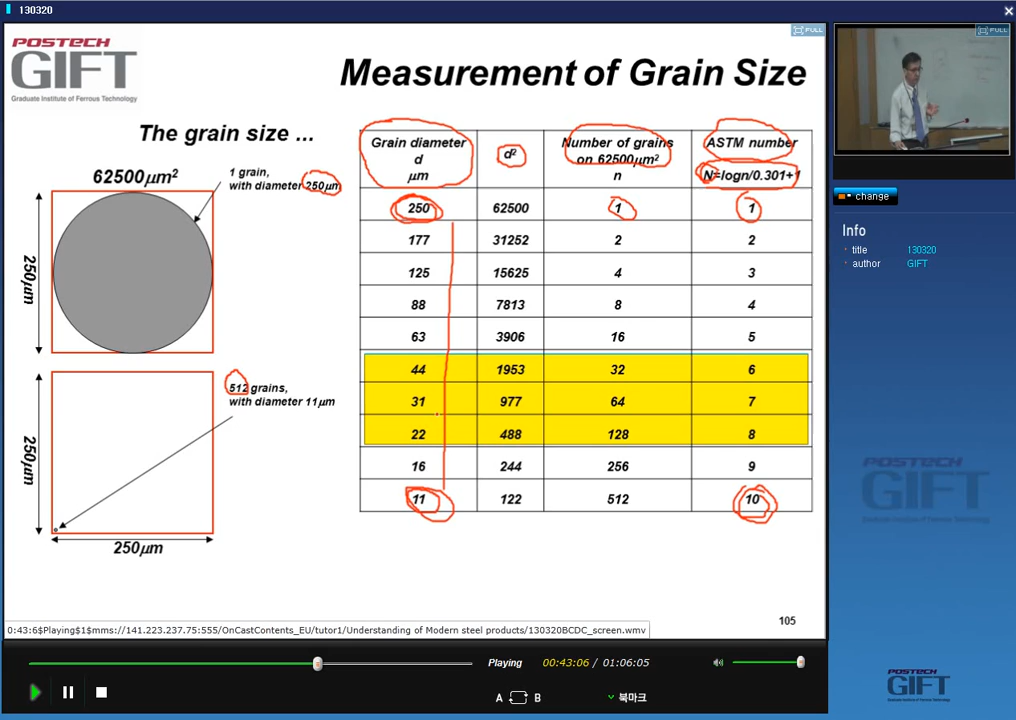 130320
POSTECH
GIFT
Graduate Institute of Ferrous Technology
Measurement of Grain Size
FULL
FULL
The grain size ...
62500μm²
1 grain,
with diameter 250μm
250μm
512 grains,
with diameter 11μm
250μm
250μm
Grain diameter d μm | d² | Number of grains on 62500μm² n | ASTM number N=logn/0.301+1
250 | 62500 | 1 | 1
177 | 31252 | 2 | 2
125 | 15625 | 4 | 3
88 | 7813 | 8 | 4
63 | 3906 | 16 | 5
44 | 1953 | 32 | 6
31 | 977 | 64 | 7
22 | 488 | 128 | 8
16 | 244 | 256 | 9
11 | 122 | 512 | 10
105
0:43:6$Playing$1$mms://141.223.237.75:555/OnCastContents_EU/tutor1/Understanding of Modern steel products/130320BCDC_screen.wmv
change
Info
title 130320
author GIFT
POSTECH
GIFT
Playing 00:43:06 / 01:06:05
A B 북마크
POSTECH
GIFT